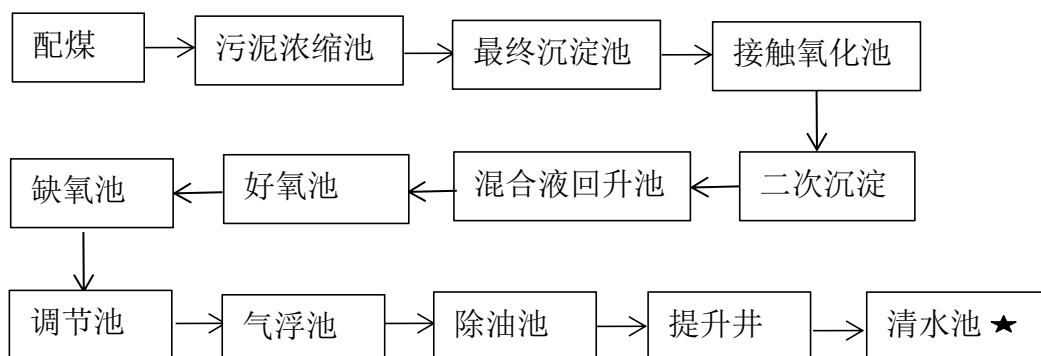 配煤
污泥浓缩池
最终沉淀池
接触氧化池
缺氧池
好氧池
混合液回升池
二次沉淀
调节池
气浮池
除油池
提升井
清水池★